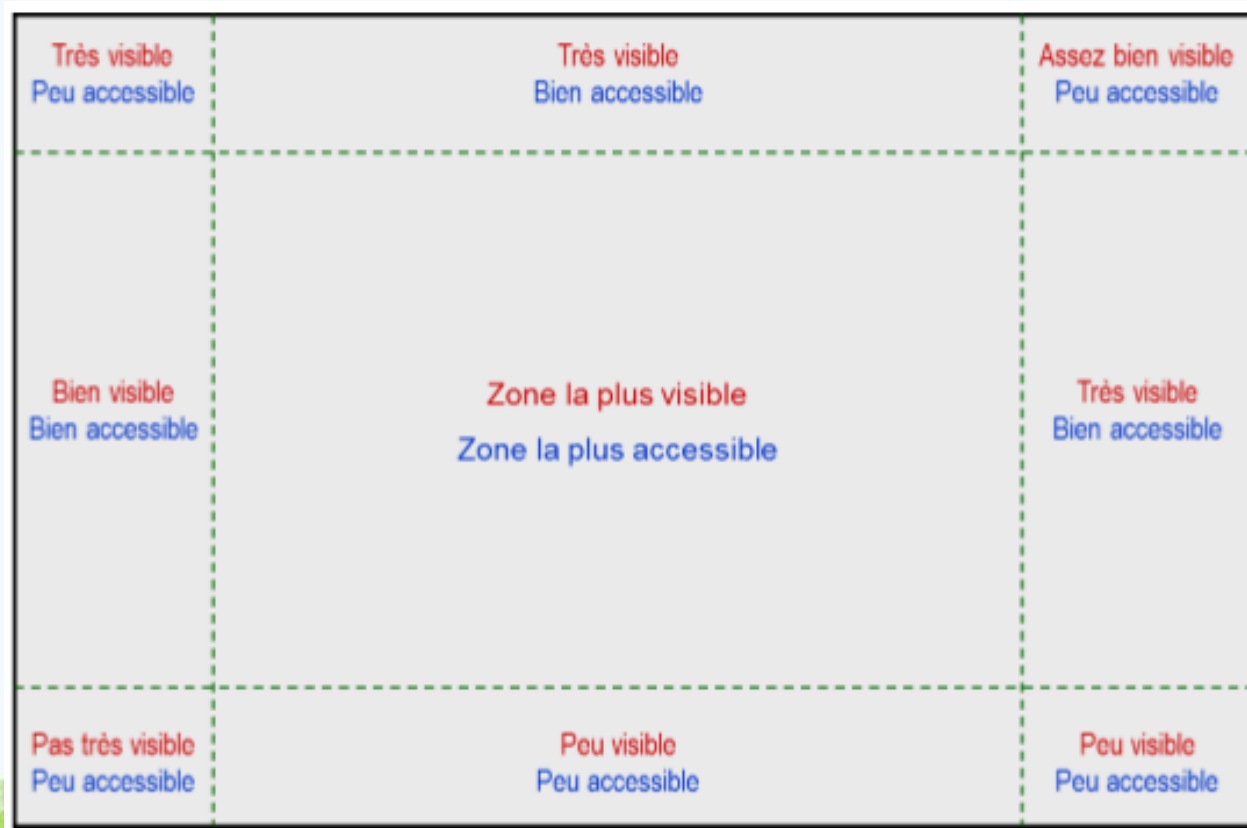 Très visible
Peu accessible
Très visible
Bien accessible
Assez bien visible
Peu accessible
Bien visible
Bien accessible
Zone la plus visible
Zone la plus accessible
Très visible
Bien accessible
Pas très visible
Peu accessible
Peu visible
Peu accessible
Peu visible
Peu accessible